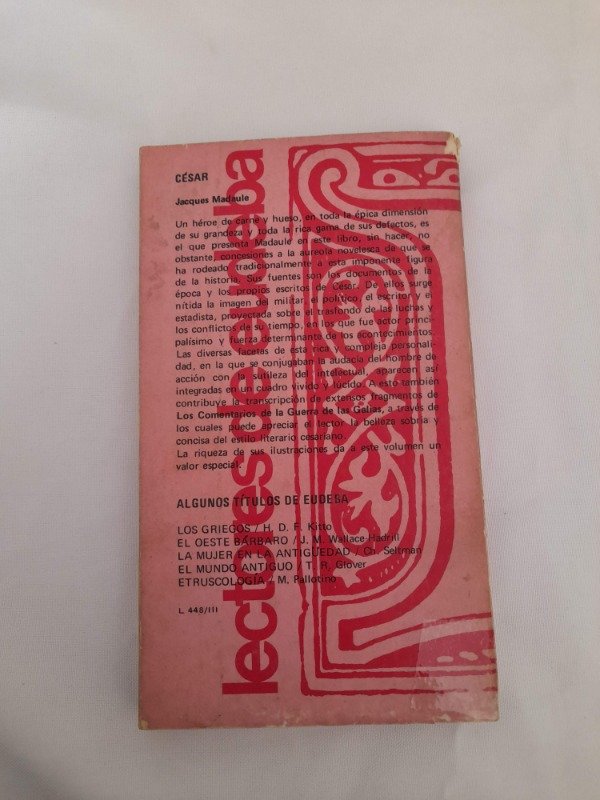 CÉSAR
Jacques Madaule
Un héroe de carne y hueso, en toda la épica dimensión
de su grandeza y toda la rica gama de sus defectos, es
el que presenta Madaule en este libro, sin hacer, no
obstante, concesiones a la aureola novelesca de que se
ha rodeado tradicionalmente a esta imponente figura
de la historia. Sus fuentes son los documentos de la
época y los propios escritos de César. De ellos surge
nítida la imagen del militar, el político, el escritor y el
estadista, proyectada sobre el trasfondo de las luchas y
los conflictos de su tiempo, en los que fue actor princi-
palísimo y fuerza determinante de los acontecimientos.
Las diversas facetas de esta rica y compleja personali-
dad, en la que se conjugaban la audacia del hombre de
acción con la sutileza del intelectual, aparecen así
integradas en un cuadro vívido y lúcido. A esto también
contribuye la transcripción de extensos fragmentos de
Los Comentarios de la Guerra de las Galias, a través de
los cuales puede apreciar el lector la belleza sobria y
concisa del estilo literario cesariano.
La riqueza de sus ilustraciones da a este volumen un
valor especial.
ALGUNOS TÍTULOS DE EUDEBA
LOS GRIEGOS / H. D. F. Kitto
EL OESTE BÁRBARO / J. M. Wallace-Hadrill
LA MUJER EN LA ANTIGÜEDAD / Ch. Seltman
EL MUNDO ANTIGUO / T. R. Glover
ETRUSCOLOGÍA / M. Pallotino
L. 448/III
lectores de eudeba